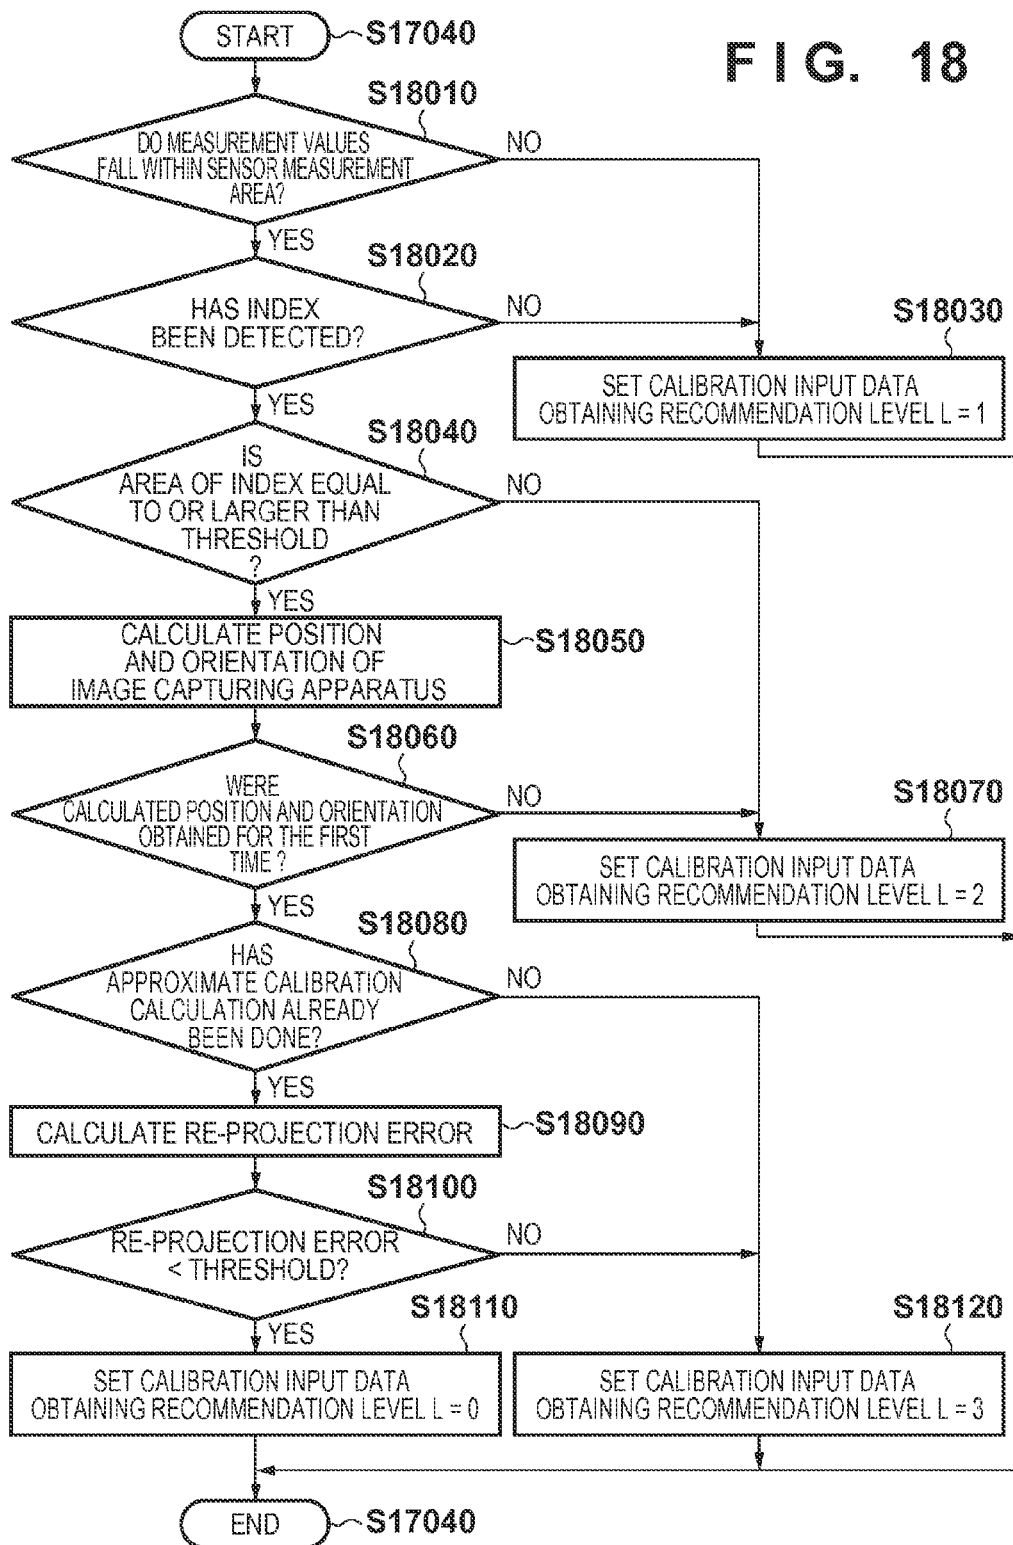 START
S17040
F I G. 18
S18010
DO MEASUREMENT VALUES
FALL WITHIN SENSOR MEASUREMENT
AREA?
NO
YES
S18020
HAS INDEX
BEEN DETECTED?
NO
S18030
SET CALIBRATION INPUT DATA
OBTAINING RECOMMENDATION LEVEL L = 1
YES
S18040
IS
AREA OF INDEX EQUAL
TO OR LARGER THAN
THRESHOLD
?
NO
YES
CALCULATE POSITION
AND ORIENTATION OF
IMAGE CAPTURING APPARATUS
S18050
S18060
WERE
CALCULATED POSITION AND ORIENTATION
OBTAINED FOR THE FIRST
TIME ?
NO
S18070
SET CALIBRATION INPUT DATA
OBTAINING RECOMMENDATION LEVEL L = 2
YES
S18080
HAS
APPROXIMATE CALIBRATION
CALCULATION ALREADY
BEEN DONE?
NO
YES
CALCULATE RE-PROJECTION ERROR
S18090
S18100
RE-PROJECTION ERROR
< THRESHOLD?
NO
YES
S18110
SET CALIBRATION INPUT DATA
OBTAINING RECOMMENDATION LEVEL L = 0
S18120
SET CALIBRATION INPUT DATA
OBTAINING RECOMMENDATION LEVEL L = 3
END
S17040